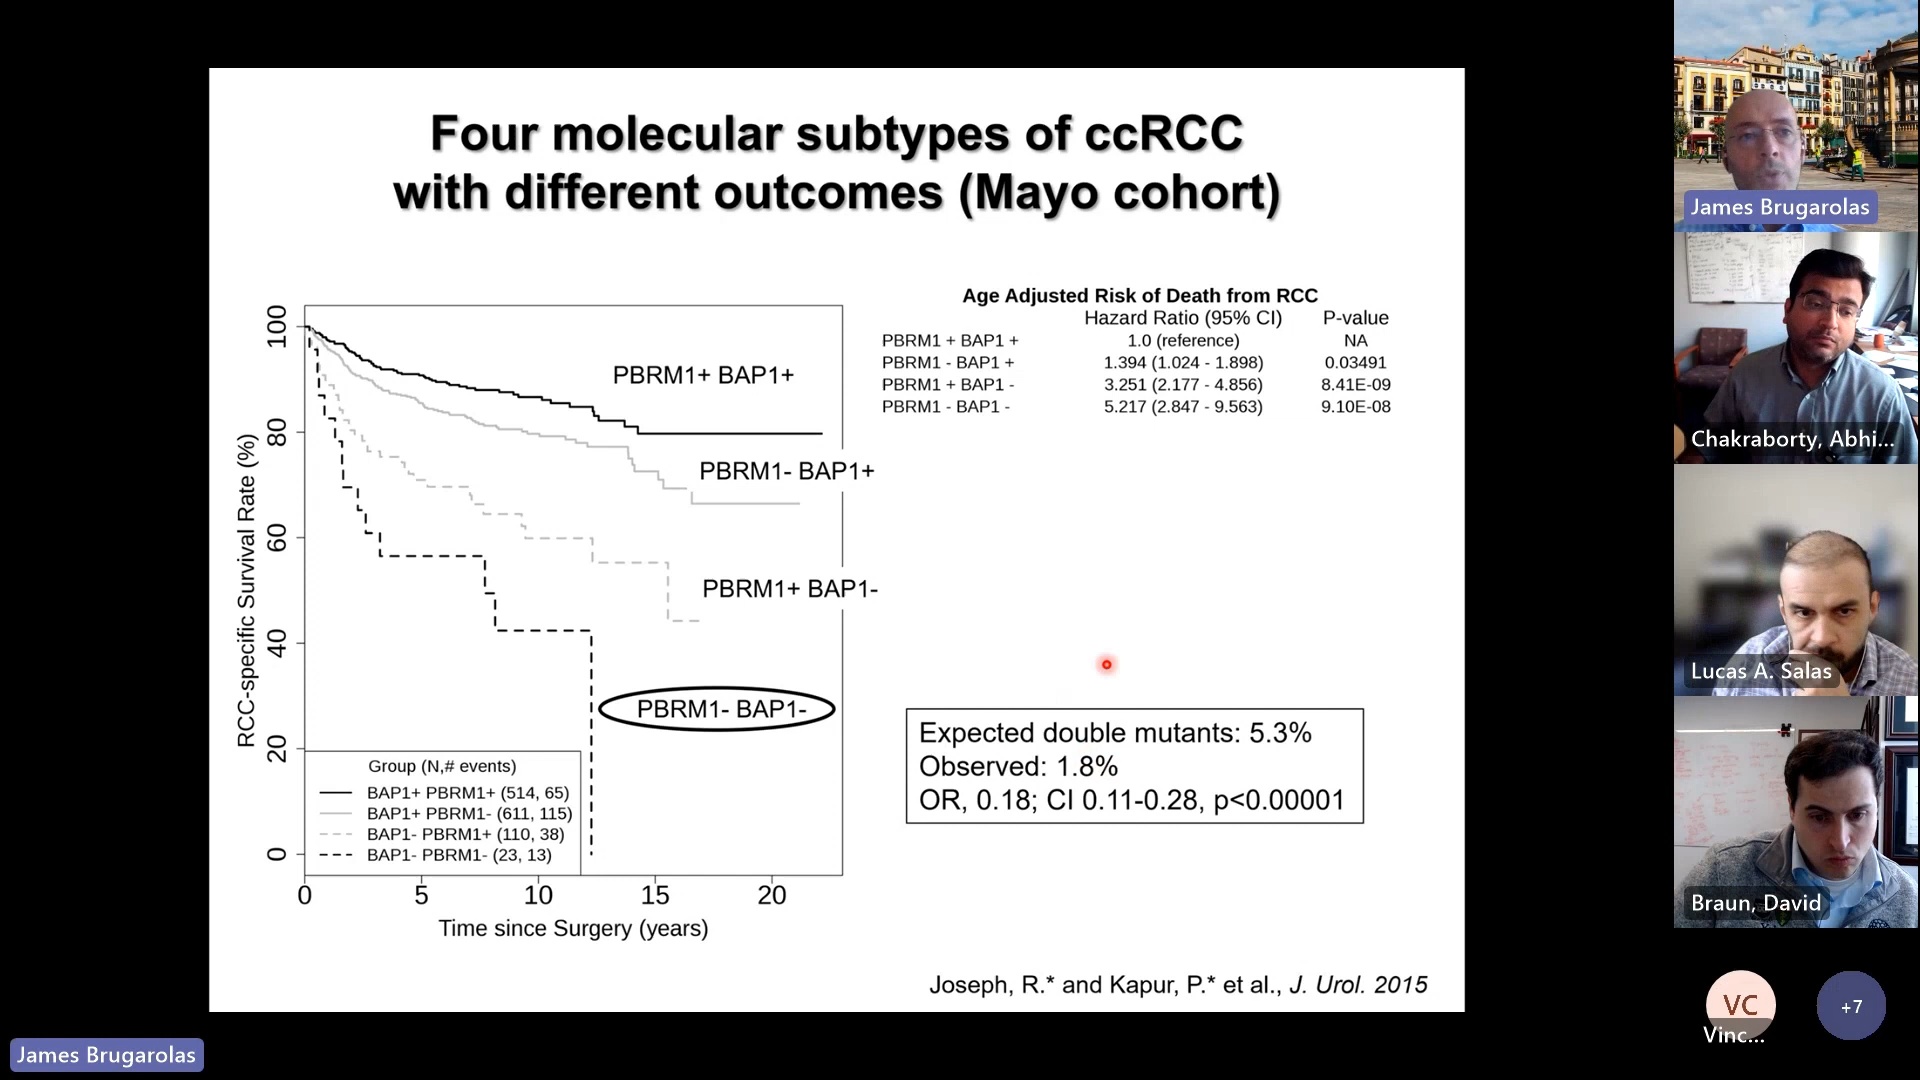 Four molecular subtypes of ccRCC
with different outcomes (Mayo cohort)
RCC-specific Survival Rate (%)
100
80
60
40
20
0
0 5 10 15 20
Time since Surgery (years)
PBRM1+ BAP1+
PBRM1- BAP1+
PBRM1+ BAP1-
PBRM1- BAP1-
Group (N,# events)
BAP1+ PBRM1+ (514, 65)
BAP1+ PBRM1- (611, 115)
BAP1- PBRM1+ (110, 38)
BAP1- PBRM1- (23, 13)
Age Adjusted Risk of Death from RCC
Hazard Ratio (95% CI) P-value
PBRM1 + BAP1 + 1.0 (reference) NA
PBRM1 - BAP1 + 1.394 (1.024 - 1.898) 0.03491
PBRM1 + BAP1 - 3.251 (2.177 - 4.856) 8.41E-09
PBRM1 - BAP1 - 5.217 (2.847 - 9.563) 9.10E-08
Expected double mutants: 5.3%
Observed: 1.8%
OR, 0.18; CI 0.11-0.28, p<0.00001
Joseph, R.* and Kapur, P.* et al., J. Urol. 2015
James Brugarolas
James Brugarolas
Chakraborty, Abhi...
Lucas A. Salas
Braun, David
VC
Vinc...
+7